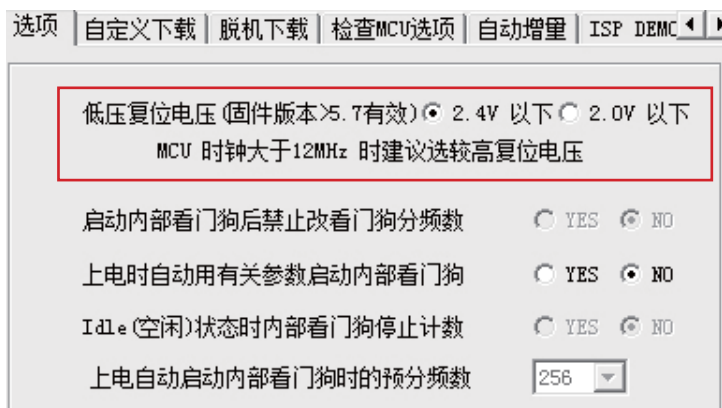 选项 自定义下载 脱机下载 检查MCU选项 自动增量 ISP DEMO
低压复位电压(固件版本>5.7有效) 2.4V 以下 2.0V 以下
MCU 时钟大于12MHz 时建议选较高复位电压
启动内部看门狗后禁止改看门狗分频数 YES NO
上电时自动用有关参数启动内部看门狗 YES NO
Idle(空闲)状态时内部看门狗停止计数 YES NO
上电自动启动内部看门狗时的预分频数 256